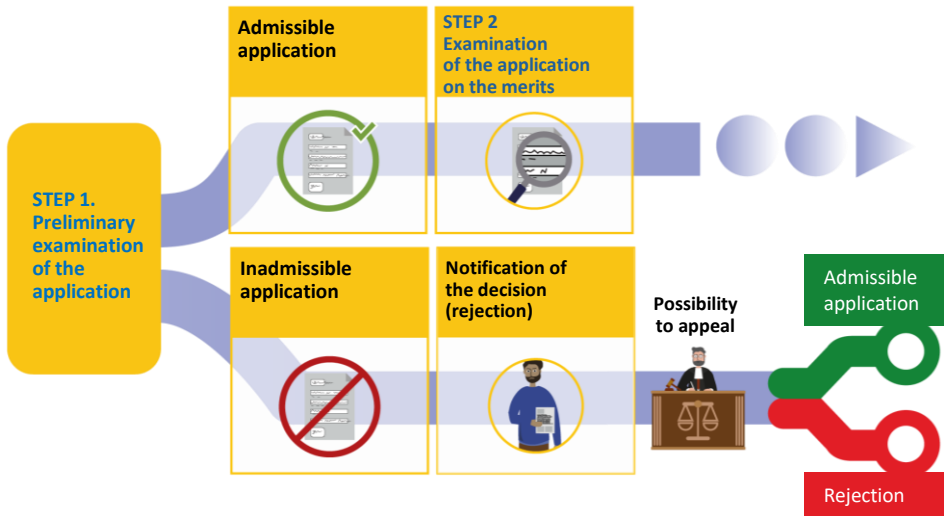 STEP 1.
Preliminary
examination
of the
application
Admissible
application
STEP 2
Examination
of the application
on the merits
Inadmissible
application
Notification of
the decision
(rejection)
Possibility
to appeal
Admissible
application
Rejection